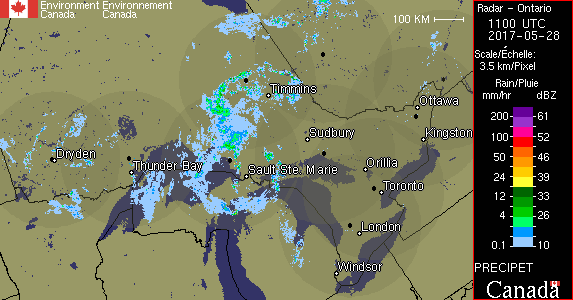 Environment Environnement
Canada Canada
100 KM
Radar - Ontario
1100 UTC
2017-05-28
Scale/Échelle:
3.5 km/Pixel
Rain/Pluie
mm/hr dBZ
200 61
100 52
50 46
24 39
12 33
4 26
0.1 10
PRECIPET
Canada
Timmins
Ottawa
Sudbury
Kingston
Dryden
Thunder Bay
Sault Ste. Marie
Orillia
Toronto
London
Windsor